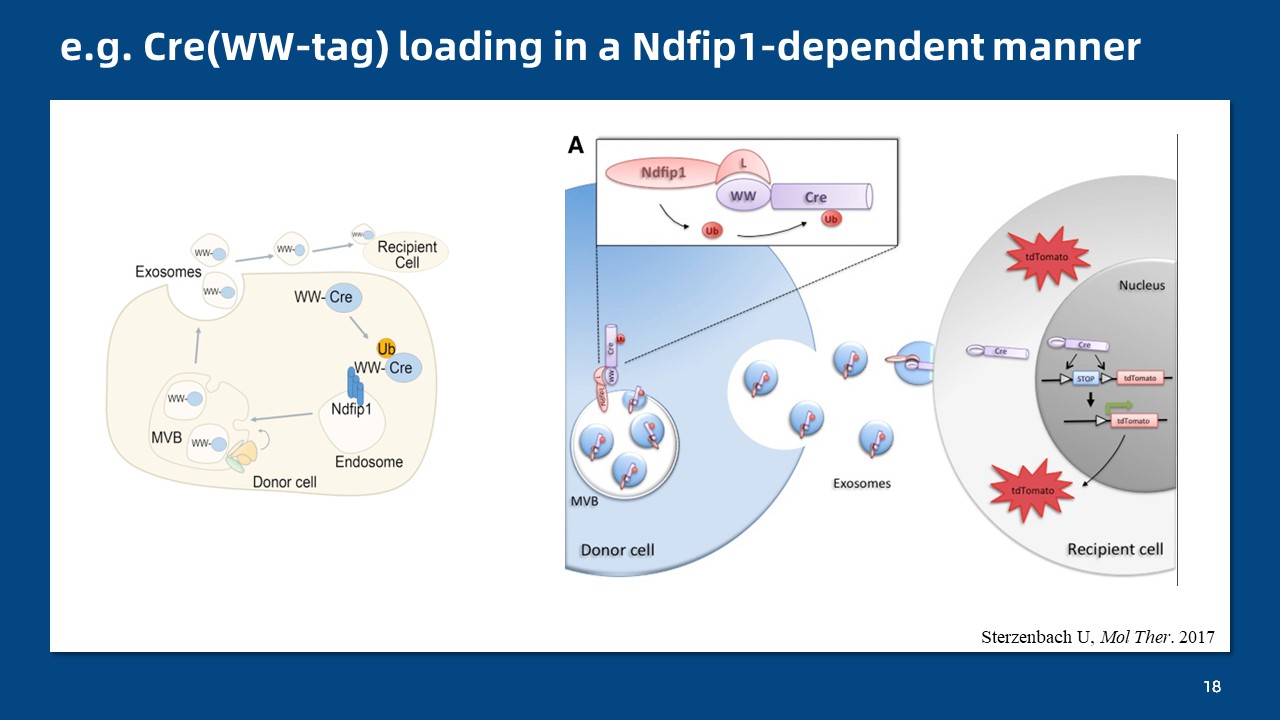 e.g. Cre(WW-tag) loading in a Ndfip1-dependent manner
WW-
WW-
WW-
Recipient
Cell
Exosomes
WW-
WW- Cre
Ub
WW- Cre
Ndfip1
WW-
MVB
WW-
Endosome
Donor cell
A
Ndfip1
L
WW
Cre
Ub
Ub
Cre
WW
L
Ndfip1
MVB
Donor cell
Exosomes
tdTomato
Nucleus
Cre
Cre
STOP
tdTomato
tdTomato
tdTomato
Recipient cell
Sterzenbach U, Mol Ther. 2017
18